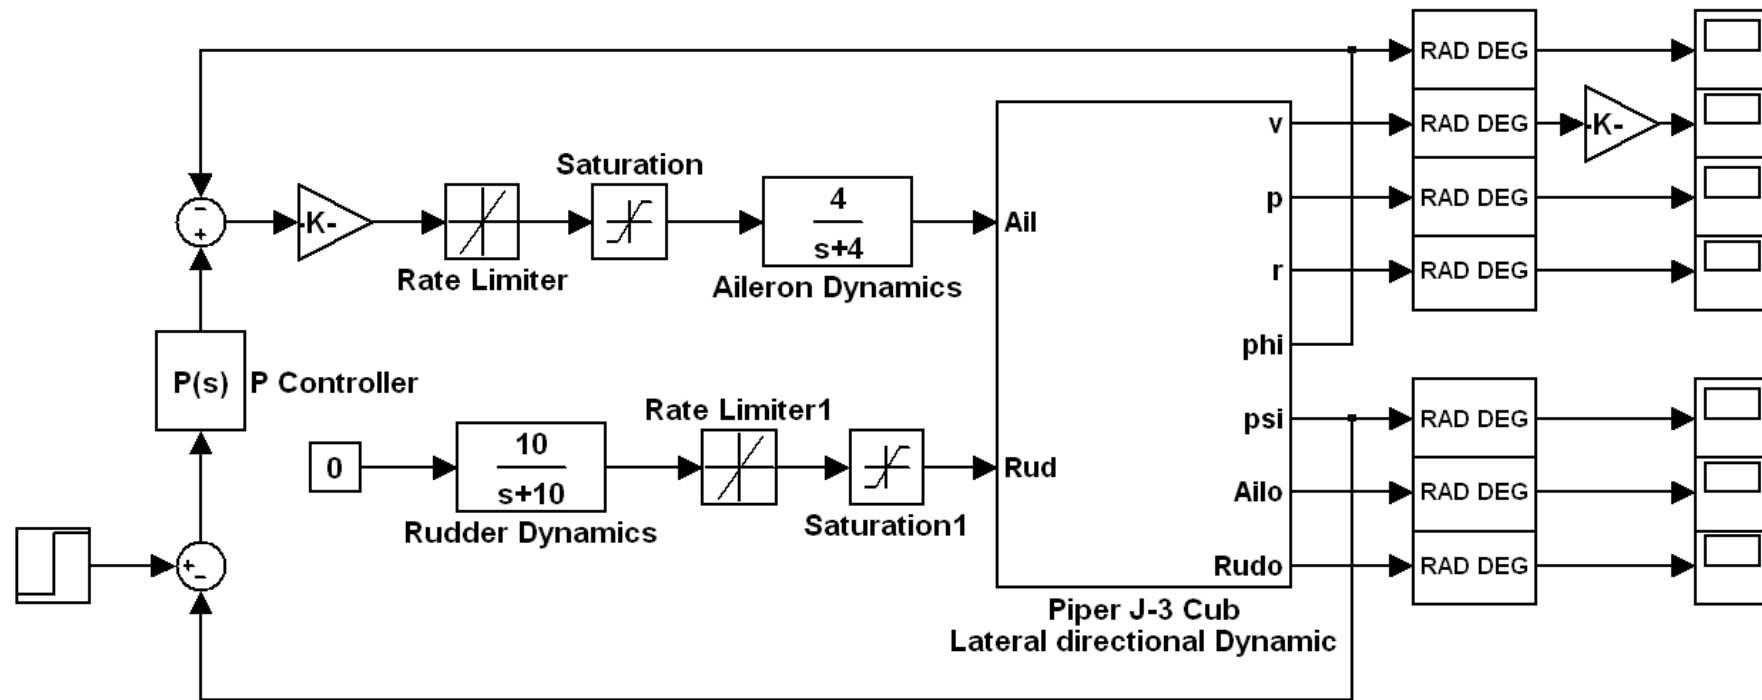 RAD DEG
v
RAD DEG
-K-
Saturation
4
s+4
p
RAD DEG
-
+
-K-
Ail
Rate Limiter
Aileron Dynamics
r
RAD DEG
phi
P(s)
P Controller
Rate Limiter1
psi
RAD DEG
0
10
s+10
Rud
Ailo
RAD DEG
Rudder Dynamics
Saturation1
+
-
Rudo
RAD DEG
Piper J-3 Cub
Lateral directional Dynamic